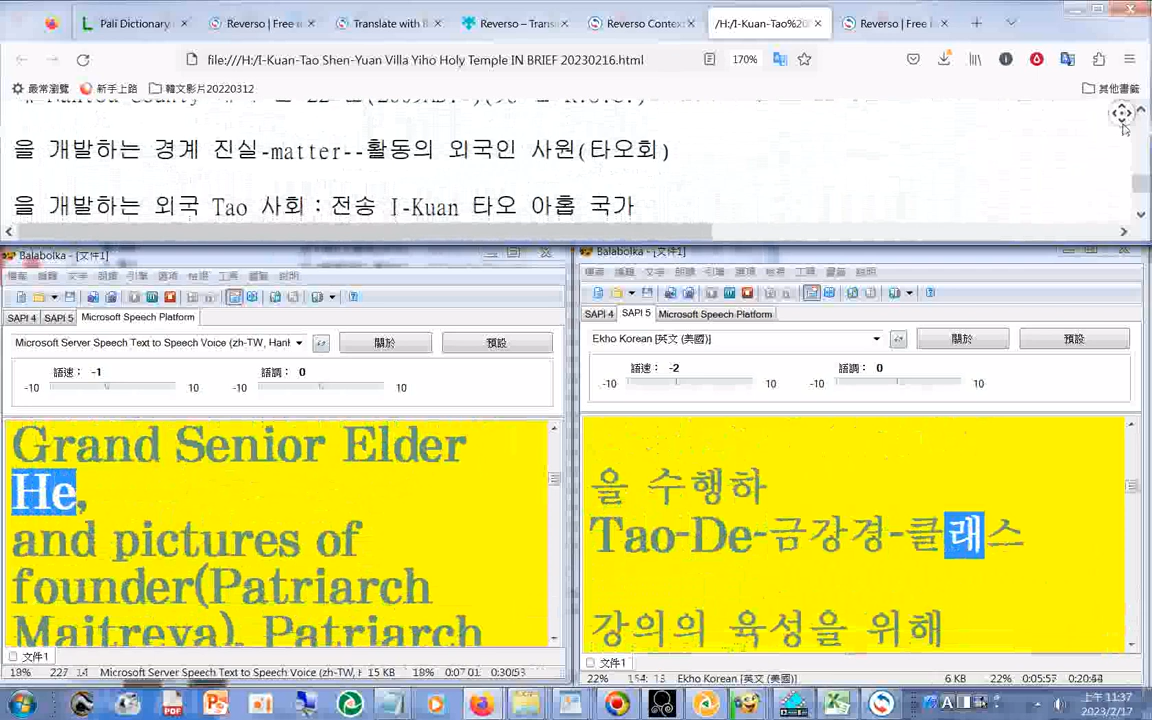 Pali Dictionary
Reverso | Free
Translate with
Reverso – Trans
Reverso Context
/H:/I-Kuan-Tao%20
Reverso | Free
file:///H:/I-Kuan-Tao Shen-Yuan Villa Yiho Holy Temple IN BRIEF 20230216.html
170%
最常瀏覽 新手上路 韓文影片20220312 其他書籤
을 개발하는 경계 진실-matter--활동의 외국인 사원(타오회)
을 개발하는 외국 Tao 사회：전송 I-Kuan 타오 아홉 국가
Balabolka - [文件1]
SAPI 4 SAPI 5 Microsoft Speech Platform
Microsoft Server Speech Text to Speech Voice (zh-TW, Hanl
關於 預設
語速： -1 語調： 0
-10 10 -10 10
Grand Senior Elder
He,
and pictures of
founder(Patriarch
Maitreya), Patriarch
文件1
19% 227: 14 Microsoft Server Speech Text to Speech Voice (zh-TW, H 15 KB 19% 0:07:01 0:30:53
Balabolka - [文件1]
SAPI 4 SAPI 5 Microsoft Speech Platform
Ekho Korean [英文 (美國)]
關於 預設
語速： -2 語調： 0
-10 10 -10 10
을 수행하
Tao-De-금강경-클래스
강의의 육성을 위해
文件1
22% 154: 13 Ekho Korean [英文 (美國)] 6 KB 22% 0:05:57
上午 11:37
2023/2/17